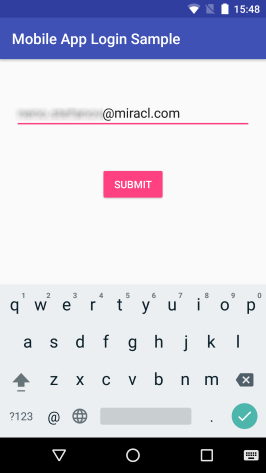 15:48
Mobile App Login Sample
@miracl.com
SUBMIT
1 2 3 4 5 6 7 8 9 0
q w e r t y u i o p
a s d f g h j k l
z x c v b n m
?123 @ .